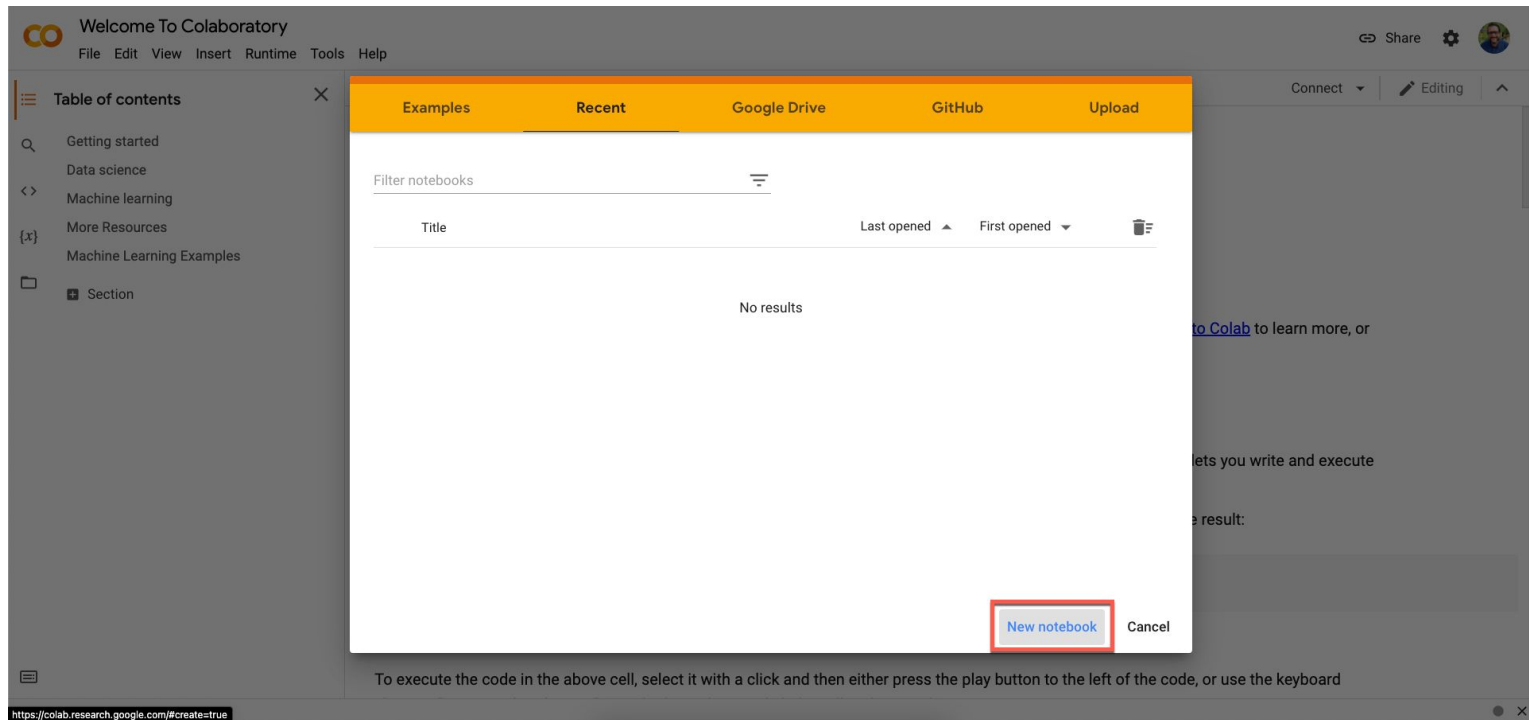 CO Welcome To Colaboratory
File Edit View Insert Runtime Tools Help
Share
Table of contents
Connect
Editing
Getting started
Data science
Machine learning
More Resources
Machine Learning Examples
Section
{x}
Examples Recent Google Drive GitHub Upload
Filter notebooks
Title Last opened First opened
No results
to Colab to learn more, or
lets you write and execute
e result:
New notebook Cancel
To execute the code in the above cell, select it with a click and then either press the play button to the left of the code, or use the keyboard
https://colab.research.google.com/#create=true